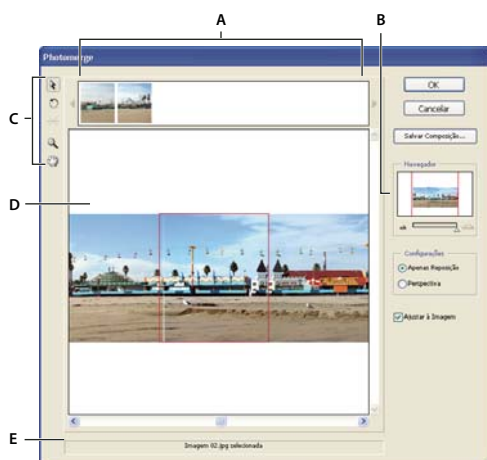 A
B
Photomerge
C
OK
Cancelar
Salvar Composição...
Navegador
D
Configurações
Apenas Reposição
Perspectiva
Ajustar à Imagem
E
Imagem 02.jpg selecionada